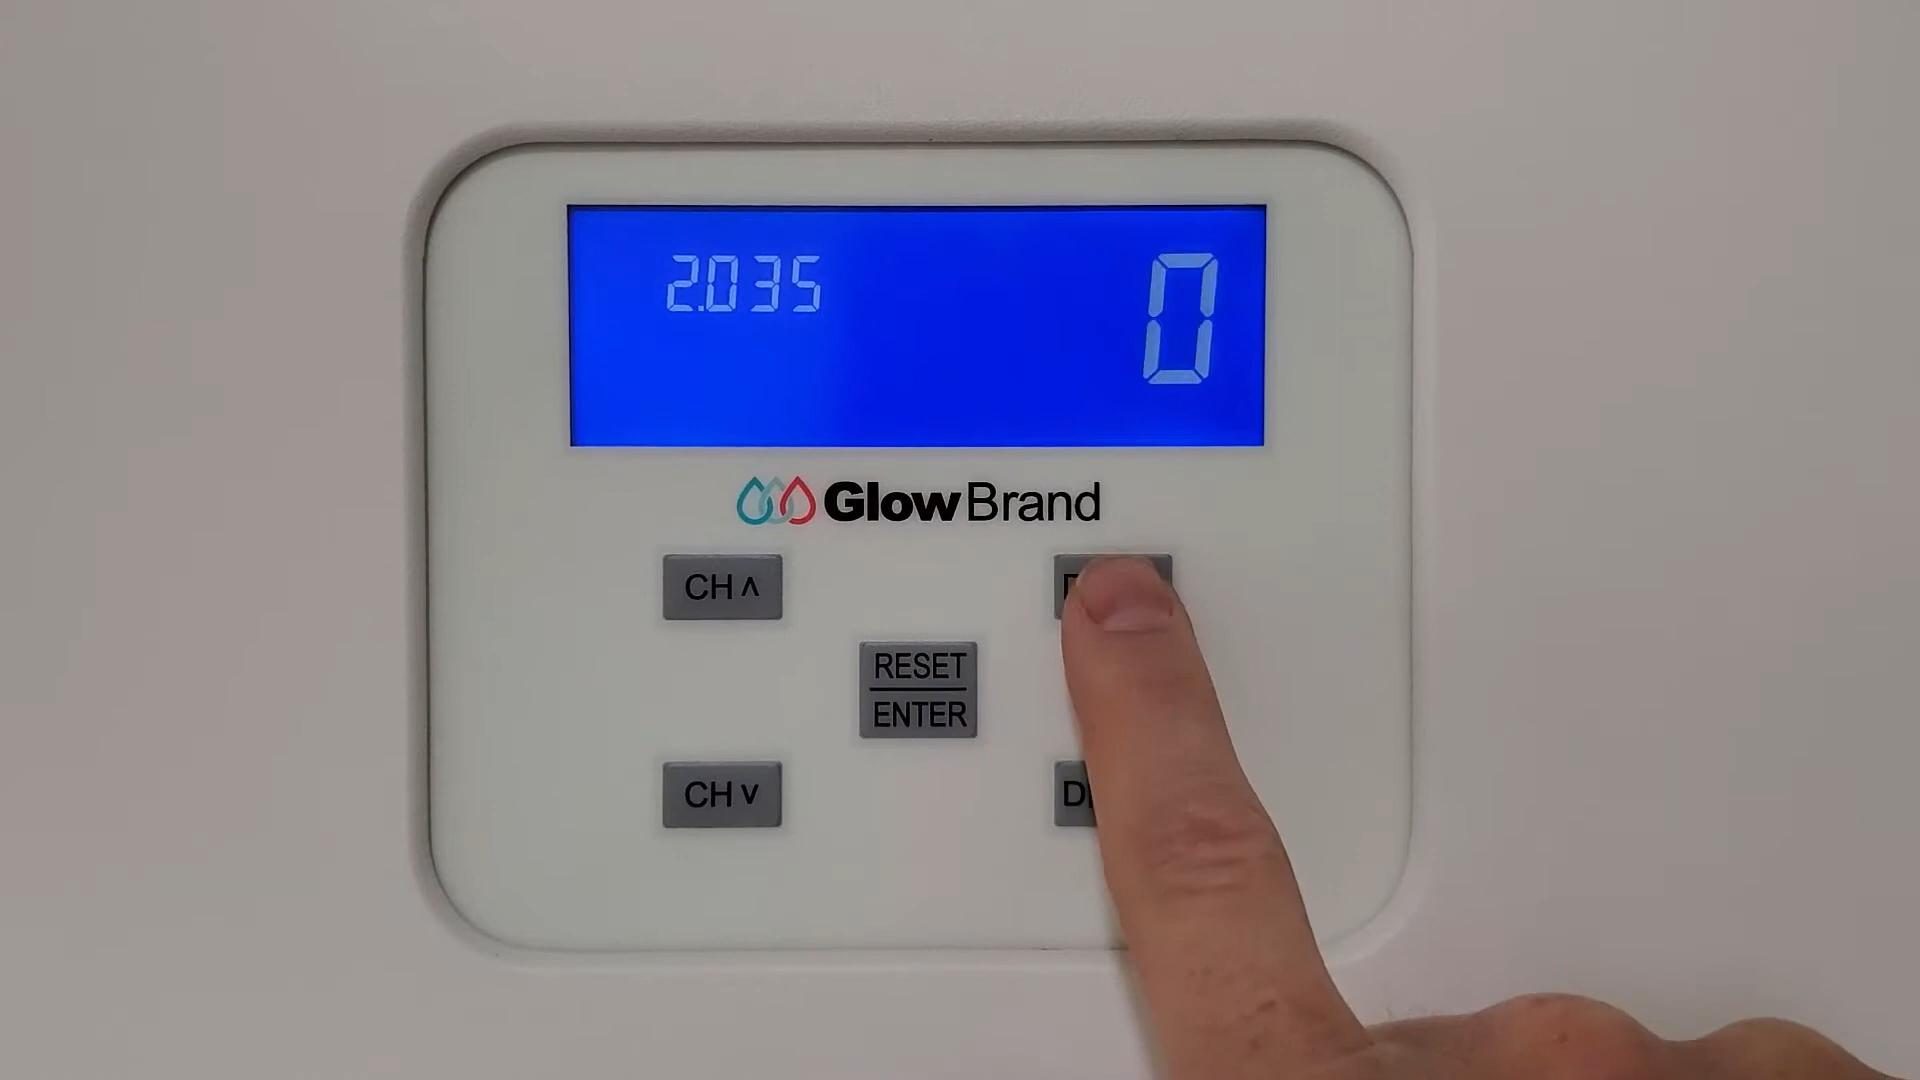 2.035 0
GlowBrand
CH ∧
RESET
ENTER
CH ∨